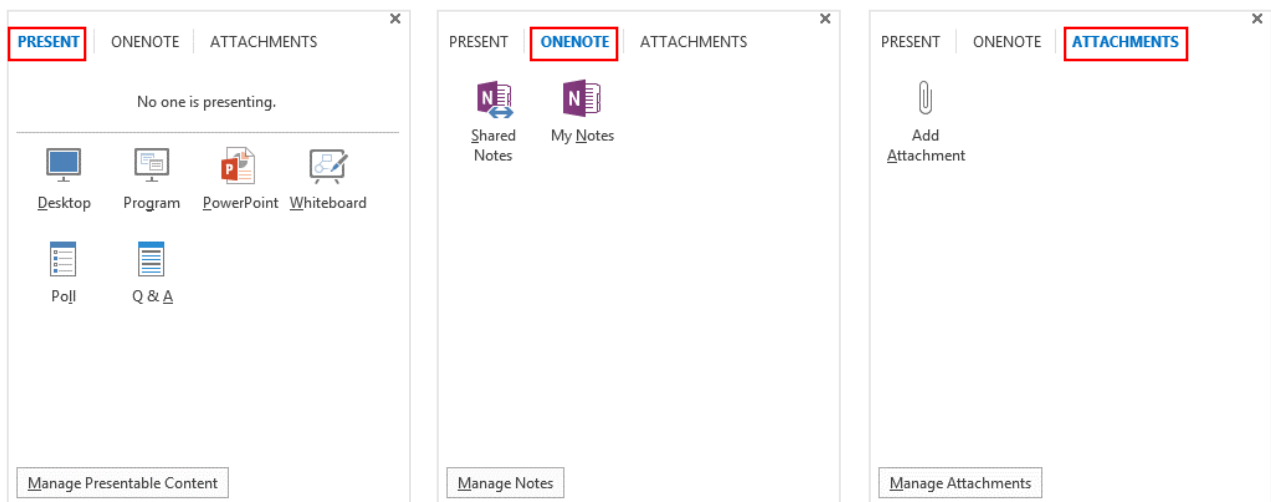 PRESENT ONENOTE ATTACHMENTS
No one is presenting.
Desktop Program PowerPoint Whiteboard
Poll Q & A
Manage Presentable Content
PRESENT ONENOTE ATTACHMENTS
Shared Notes My Notes
Manage Notes
PRESENT ONENOTE ATTACHMENTS
Add
Attachment
Manage Attachments